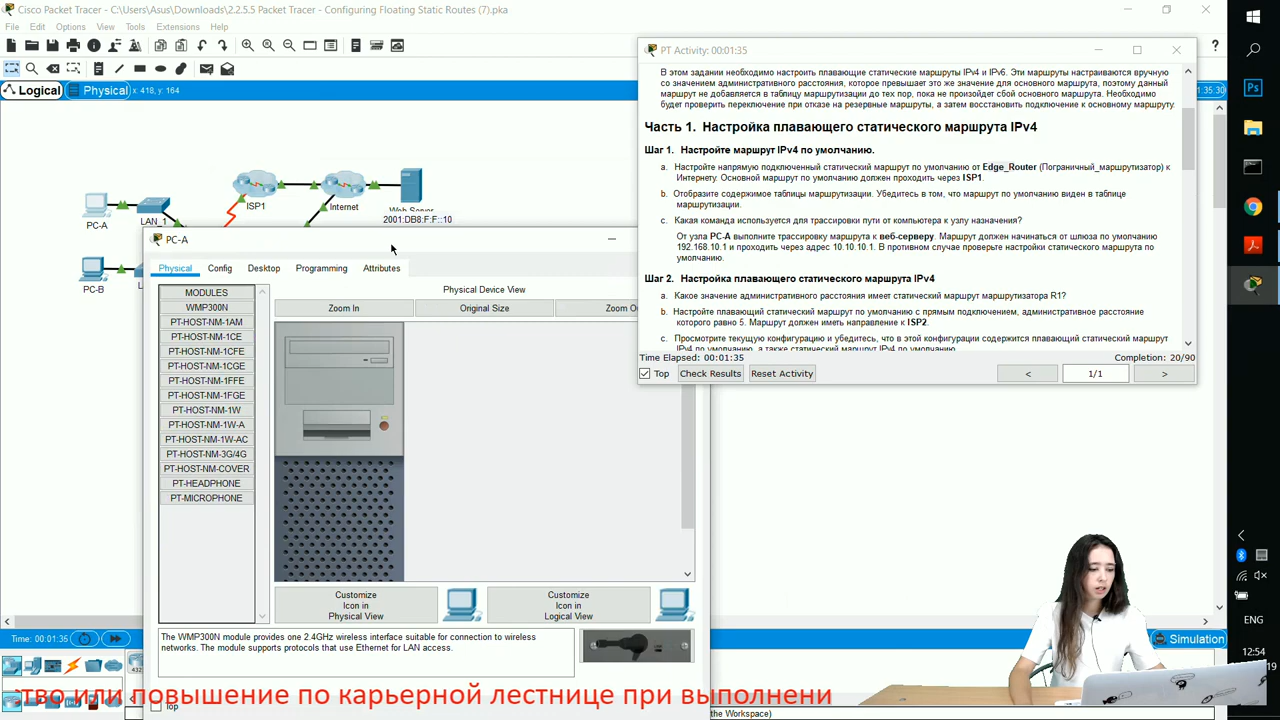 Cisco Packet Tracer - C:\Users\Asus\Downloads\2.2.5.5 Packet Tracer - Configuring Floating Static Routes (7).pka
File Edit Options View Tools Extensions Help
Logical Physical x: 418, y: 164
PT Activity: 00:01:35
В этом задании необходимо настроить плавающие статические маршруты IPv4 и IPv6. Эти маршруты настраиваются вручную
со значением административного расстояния, которое превышает это же значение для основного маршрута, поэтому данный
маршрут не добавляется в таблицу маршрутизации до тех пор, пока не произойдет сбой основного маршрута. Необходимо
будет проверить переключение при отказе на резервные маршруты, а затем восстановить подключение к основному маршруту.
Часть 1. Настройка плавающего статического маршрута IPv4
Шаг 1. Настройте маршрут IPv4 по умолчанию.
a. Настройте напрямую подключенный статический маршрут по умолчанию от Edge_Router (Пограничный_маршрутизатор) к
Интернету. Основной маршрут по умолчанию должен проходить через ISP1.
b. Отобразите содержимое таблицы маршрутизации. Убедитесь в том, что маршрут по умолчанию виден в таблице
маршрутизации.
c. Какая команда используется для трассировки пути от компьютера к узлу назначения?
От узла PC-A выполните трассировку маршрута к веб-серверу. Маршрут должен начинаться от шлюза по умолчанию
192.168.10.1 и проходить через адрес 10.10.10.1. В противном случае проверьте настройки статического маршрута по
умолчанию.
Шаг 2. Настройка плавающего статического маршрута IPv4
a. Какое значение административного расстояния имеет статический маршрут маршрутизатора R1?
b. Настройте плавающий статический маршрут по умолчанию с прямым подключением, административное расстояние
которого равно 5. Маршрут должен иметь направление к ISP2.
c. Просмотрите текущую конфигурацию и убедитесь, что в этой конфигурации содержится плавающий статический маршрут
IPv4 по умолчанию, а также статический маршрут IPv4 по умолчанию.
Time Elapsed: 00:01:35
Completion: 20/90
Top
Check Results
Reset Activity
<
1/1
>
PC-A
LAN_1
ISP1
Internet
Web Server
2001:DB8:F:F::10
PC-B
PC-A
Physical Config Desktop Programming Attributes
MODULES
WMP300N
PT-HOST-NM-1AM
PT-HOST-NM-1CE
PT-HOST-NM-1CFE
PT-HOST-NM-1CGE
PT-HOST-NM-1FFE
PT-HOST-NM-1FGE
PT-HOST-NM-1W
PT-HOST-NM-1W-A
PT-HOST-NM-1W-AC
PT-HOST-NM-3G/4G
PT-HOST-NM-COVER
PT-HEADPHONE
PT-MICROPHONE
Physical Device View
Zoom In
Original Size
Customize
Icon in
Physical View
Customize
Icon in
Logical View
The WMP300N module provides one 2.4GHz wireless interface suitable for connection to wireless
networks. The module supports protocols that use Ethernet for LAN access.
Top
Time: 00:01:35
Simulation
ENG
12:54
тво или повышение по карьерной лестнице при выполнени
the Workspace)